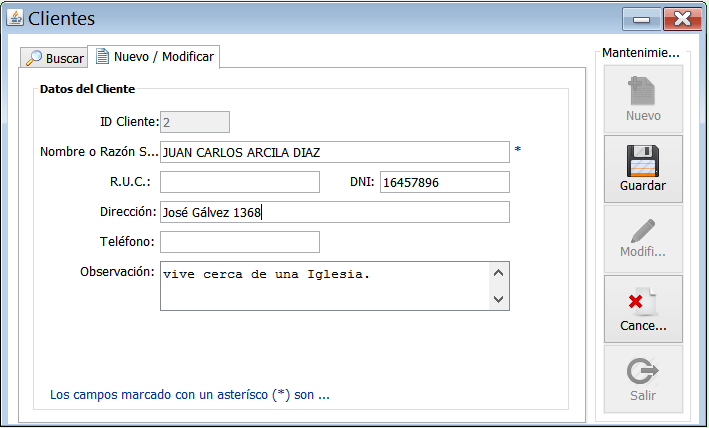 Clientes
Buscar
Nuevo / Modificar
Mantenimie...
Datos del Cliente
ID Cliente: 2
Nombre o Razón S... JUAN CARLOS ARCILA DIAZ *
R.U.C.: DNI: 16457896
Dirección: José Gálvez 1368
Teléfono:
Observación: vive cerca de una Iglesia.
Los campos marcado con un asterísco (*) son ...
Nuevo
Guardar
Modifi...
Cance...
Salir